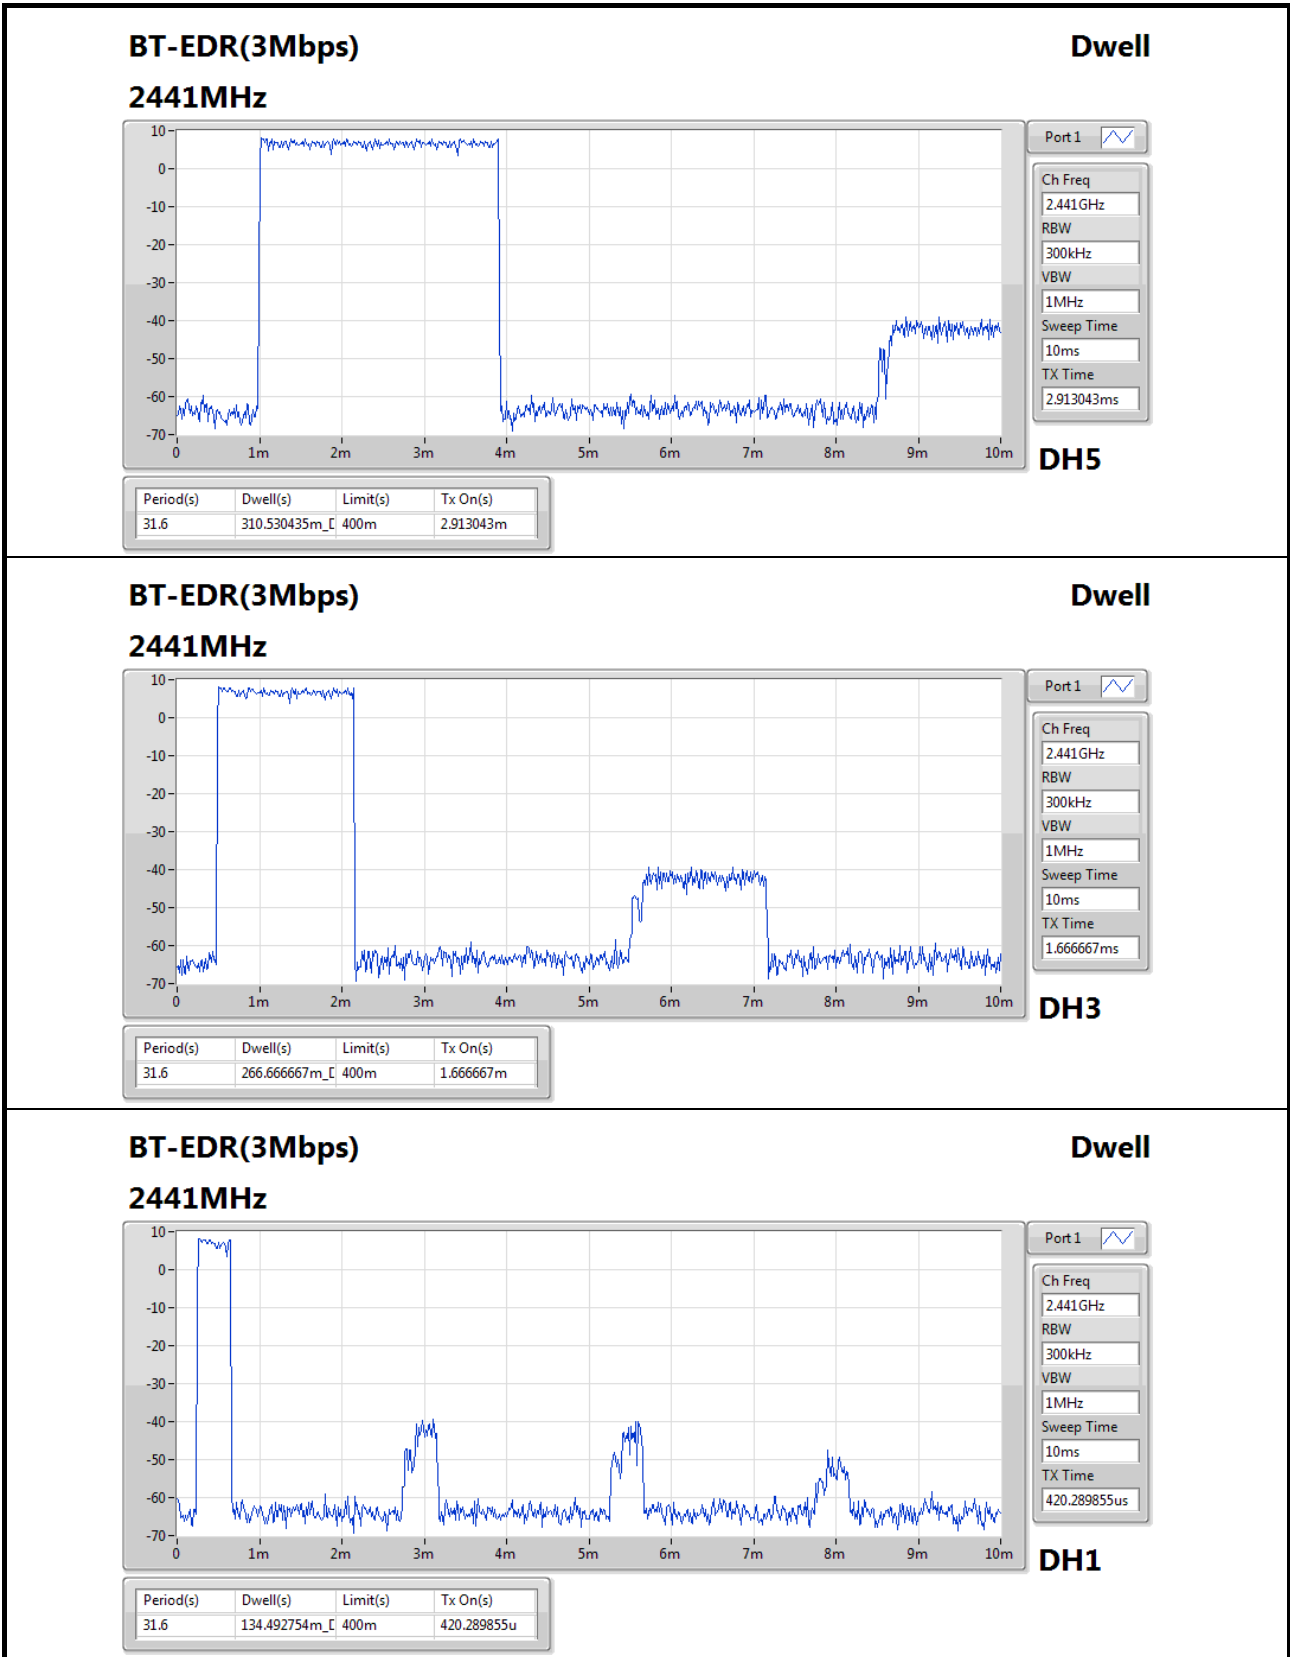 BT-EDR(3Mbps) Dwell
2441MHz
10
0
-10
-20
-30
-40
-50
-60
-70
0 1m 2m 3m 4m 5m 6m 7m 8m 9m 10m
Port 1
Ch Freq
2.441GHz
RBW
300kHz
VBW
1MHz
Sweep Time
10ms
TX Time
2.913043ms
DH5
Period(s) Dwell(s) Limit(s) Tx On(s)
31.6 310.530435m_ 400m 2.913043m
BT-EDR(3Mbps) Dwell
2441MHz
10
0
-10
-20
-30
-40
-50
-60
-70
0 1m 2m 3m 4m 5m 6m 7m 8m 9m 10m
Port 1
Ch Freq
2.441GHz
RBW
300kHz
VBW
1MHz
Sweep Time
10ms
TX Time
1.666667ms
DH3
Period(s) Dwell(s) Limit(s) Tx On(s)
31.6 266.666667m_ 400m 1.666667m
BT-EDR(3Mbps) Dwell
2441MHz
10
0
-10
-20
-30
-40
-50
-60
-70
0 1m 2m 3m 4m 5m 6m 7m 8m 9m 10m
Port 1
Ch Freq
2.441GHz
RBW
300kHz
VBW
1MHz
Sweep Time
10ms
TX Time
420.289855us
DH1
Period(s) Dwell(s) Limit(s) Tx On(s)
31.6 134.492754m_ 400m 420.289855u